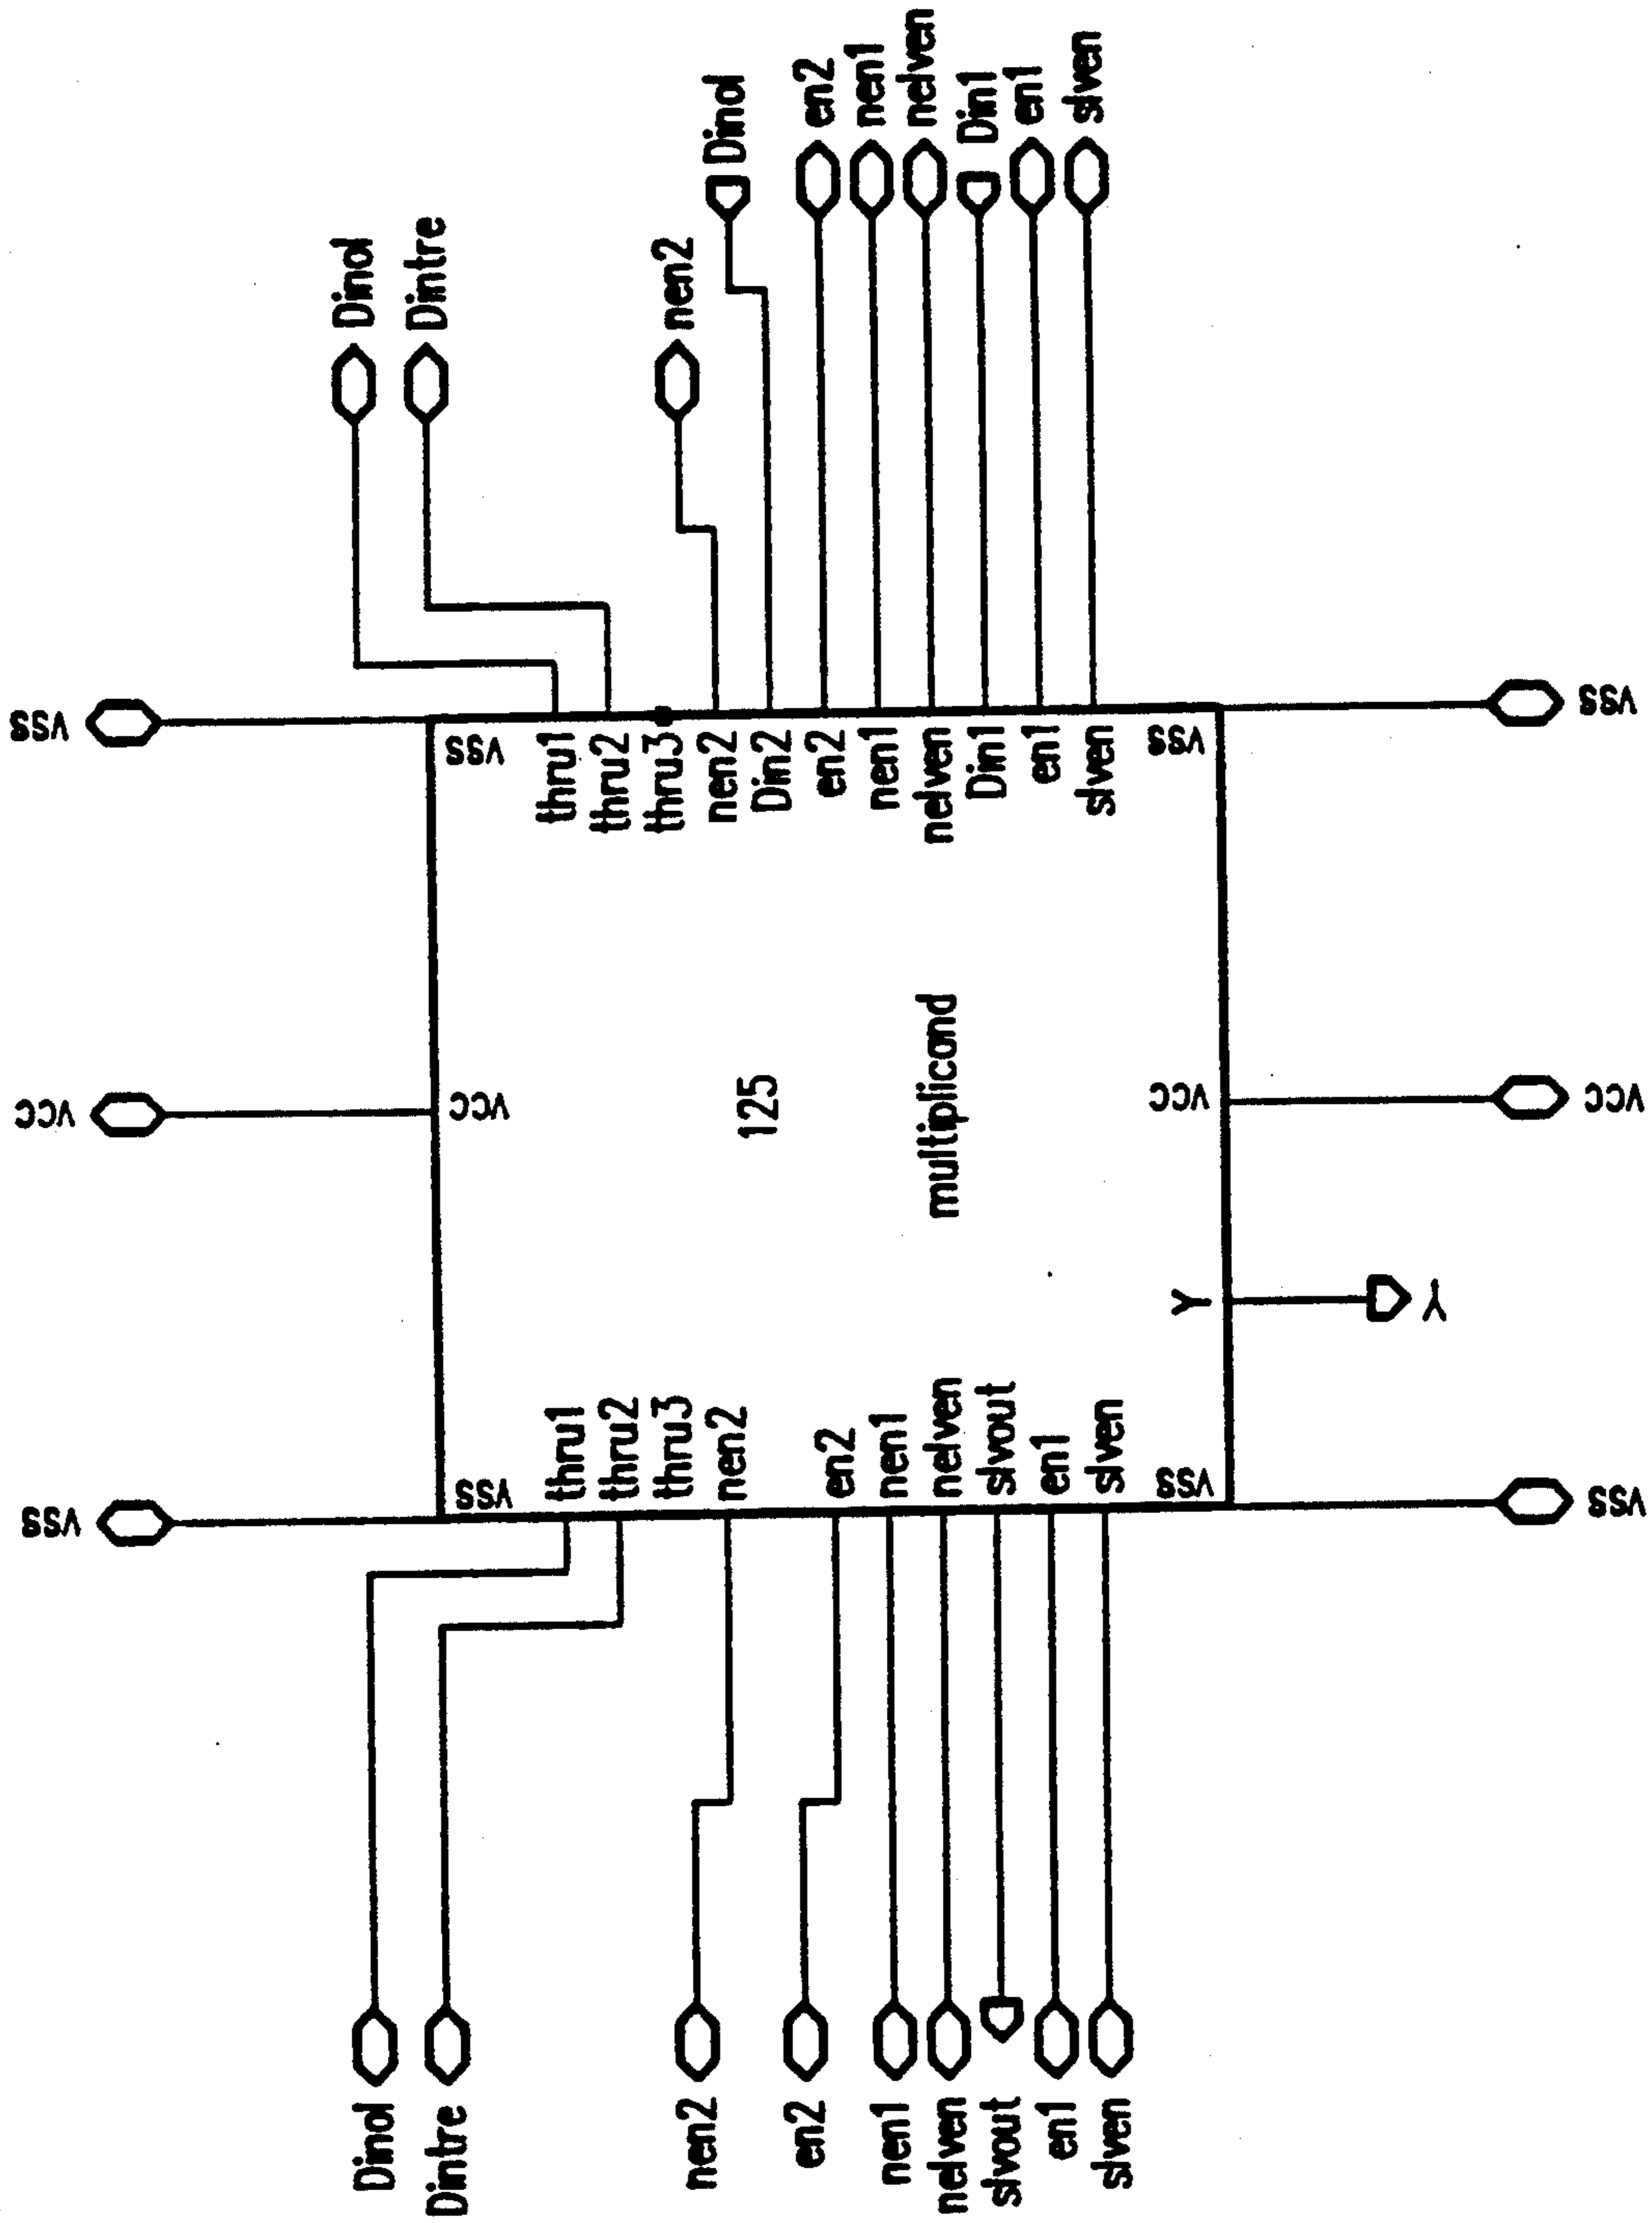 Dinol
Dintre
nen2
Dinol
en2
nen1
nelven
Din1
en1
slven
VSS
VSS
VSS
thru1
thru2
thru3
nen2
Din2
en2
nen1
nelven
Din1
en1
slven
VSS
VCC
VCC
125
multiplicond
VCC
VCC
Y
Y
VSS
VSS
thru1
thru2
thru3
nen2
en2
nen1
nelven
slvout
en1
slven
VSS
VSS
Dinol
Dintre
nen2
en2
nen1
nelven
slvout
en1
slven